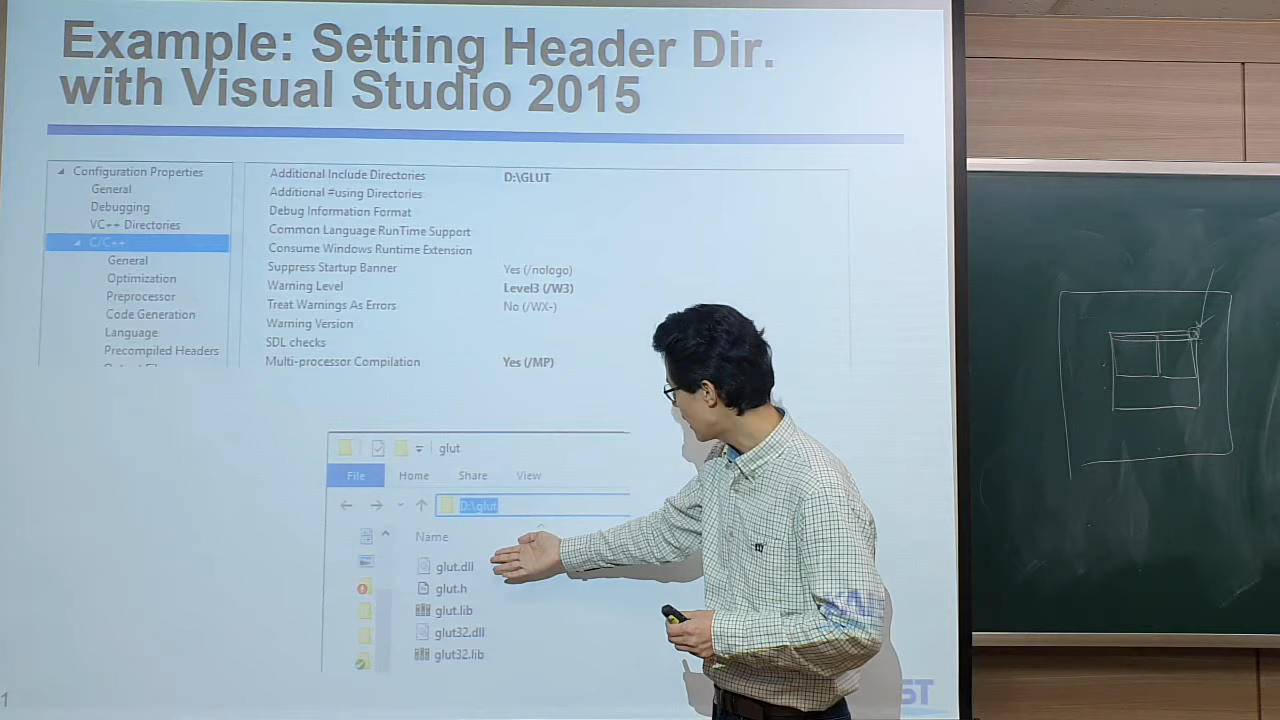 Example: Setting Header Dir.
with Visual Studio 2015
Configuration Properties
General
Debugging
VC++ Directories
C/C++
General
Optimization
Preprocessor
Code Generation
Language
Precompiled Headers
Additional Include Directories D:\GLUT
Additional #using Directories
Debug Information Format
Common Language RunTime Support
Consume Windows Runtime Extension
Suppress Startup Banner Yes (/nologo)
Warning Level Level3 (/W3)
Treat Warnings As Errors No (/WX-)
Warning Version
SDL checks
Multi-processor Compilation Yes (/MP)
glut
File Home Share View
D:\glut
Name
glut.dll
glut.h
glut.lib
glut32.dll
glut32.lib
1